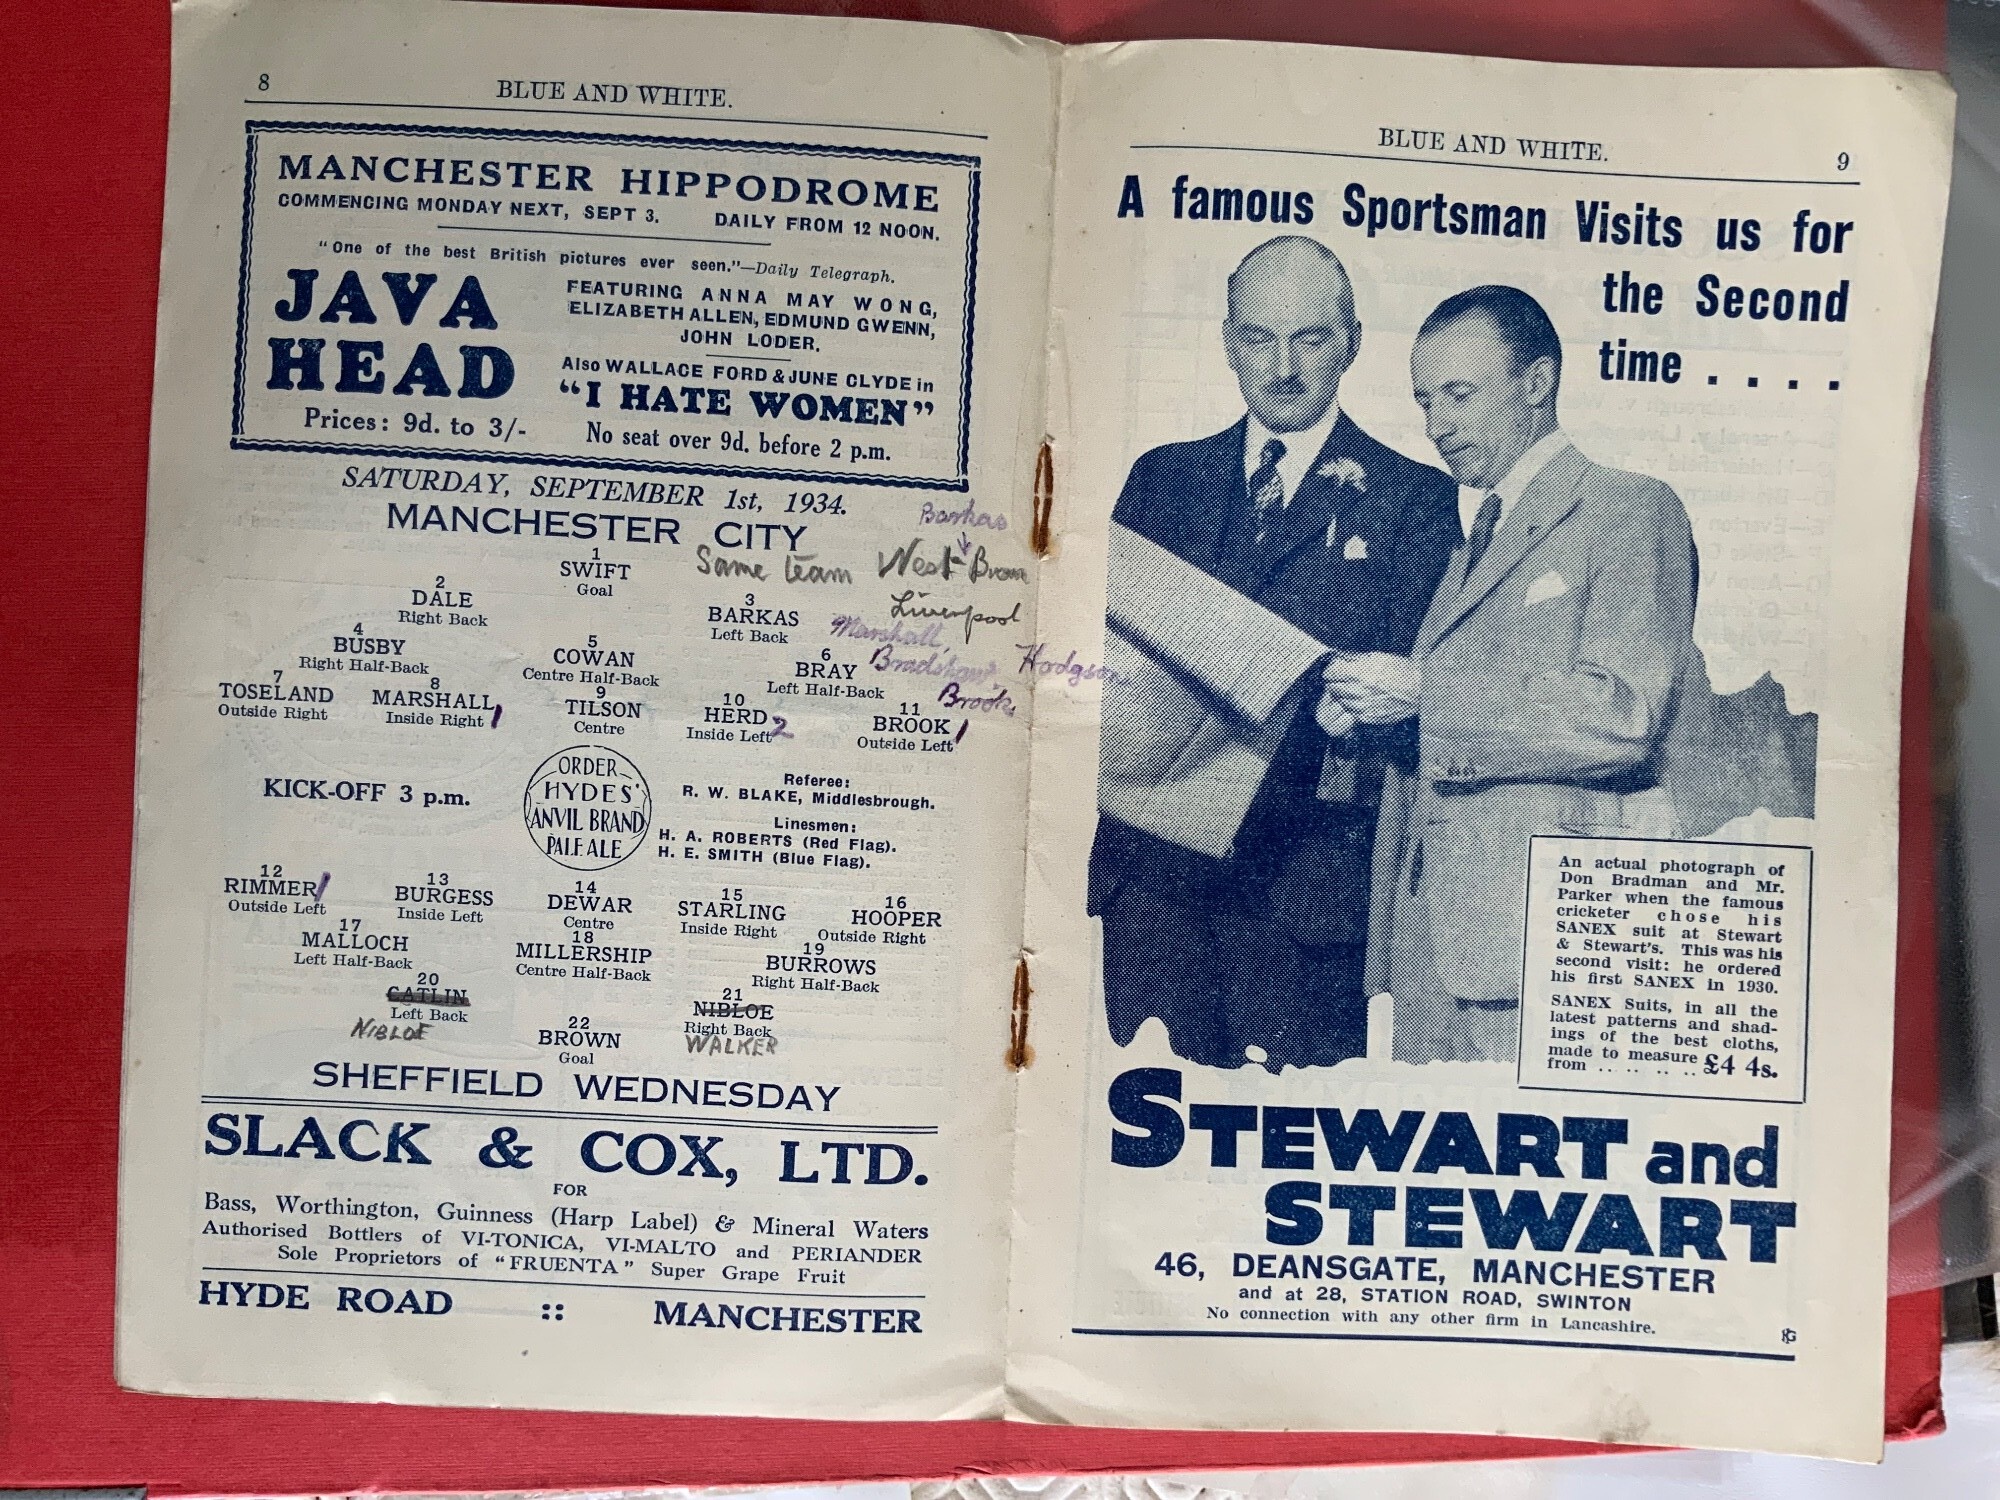 8
BLUE AND WHITE.
MANCHESTER HIPPODROME
COMMENCING MONDAY NEXT, SEPT 3. DAILY FROM 12 NOON.
"One of the best British pictures ever seen."—Daily Telegraph.
JAVA
HEAD
Prices: 9d. to 3/-
FEATURING ANNA MAY WONG,
ELIZABETH ALLEN, EDMUND GWENN,
JOHN LODER.
Also WALLACE FORD & JUNE CLYDE in
"I HATE WOMEN"
No seat over 9d. before 2 p.m.
SATURDAY, SEPTEMBER 1st, 1934.
MANCHESTER CITY
Barkas
Same team West Brom
Liverpool
Marshall,
Bradshaw, Hodgson
Brook
1
SWIFT
Goal
2
DALE
Right Back
3
BARKAS
Left Back
4
BUSBY
Right Half-Back
5
COWAN
Centre Half-Back
6
BRAY
Left Half-Back
7
TOSELAND
Outside Right
8
MARSHALL 1
Inside Right
9
TILSON
Centre
10
HERD 2
Inside Left
11
BROOK 1
Outside Left
KICK-OFF 3 p.m.
ORDER
HYDES'
ANVIL BRAND
PALE ALE
Referee:
R. W. BLAKE, Middlesbrough.
Linesmen:
H. A. ROBERTS (Red Flag).
H. E. SMITH (Blue Flag).
12
RIMMER 1
Outside Left
13
BURGESS
Inside Left
14
DEWAR
Centre
15
STARLING
Inside Right
16
HOOPER
Outside Right
17
MALLOCH
Left Half-Back
18
MILLERSHIP
Centre Half-Back
19
BURROWS
Right Half-Back
20
CATLIN
Left Back
NIBLOE
21
NIBLOE
Right Back
WALKER
22
BROWN
Goal
SHEFFIELD WEDNESDAY
SLACK & COX, LTD.
FOR
Bass, Worthington, Guinness (Harp Label) & Mineral Waters
Authorised Bottlers of VI-TONICA, VI-MALTO and PERIANDER
Sole Proprietors of "FRUENTA" Super Grape Fruit
HYDE ROAD :: MANCHESTER
BLUE AND WHITE.
9
A famous Sportsman Visits us for
the Second
time . . . .
An actual photograph of
Don Bradman and Mr.
Parker when the famous
cricketer chose his
SANEX suit at Stewart
& Stewart's. This was his
second visit: he ordered
his first SANEX in 1930.
SANEX Suits, in all the
latest patterns and shad-
ings of the best cloths,
made to measure £4 4s.
from .. .. .. ..
STEWART and
STEWART
46, DEANSGATE, MANCHESTER
and at 28, STATION ROAD, SWINTON
No connection with any other firm in Lancashire.